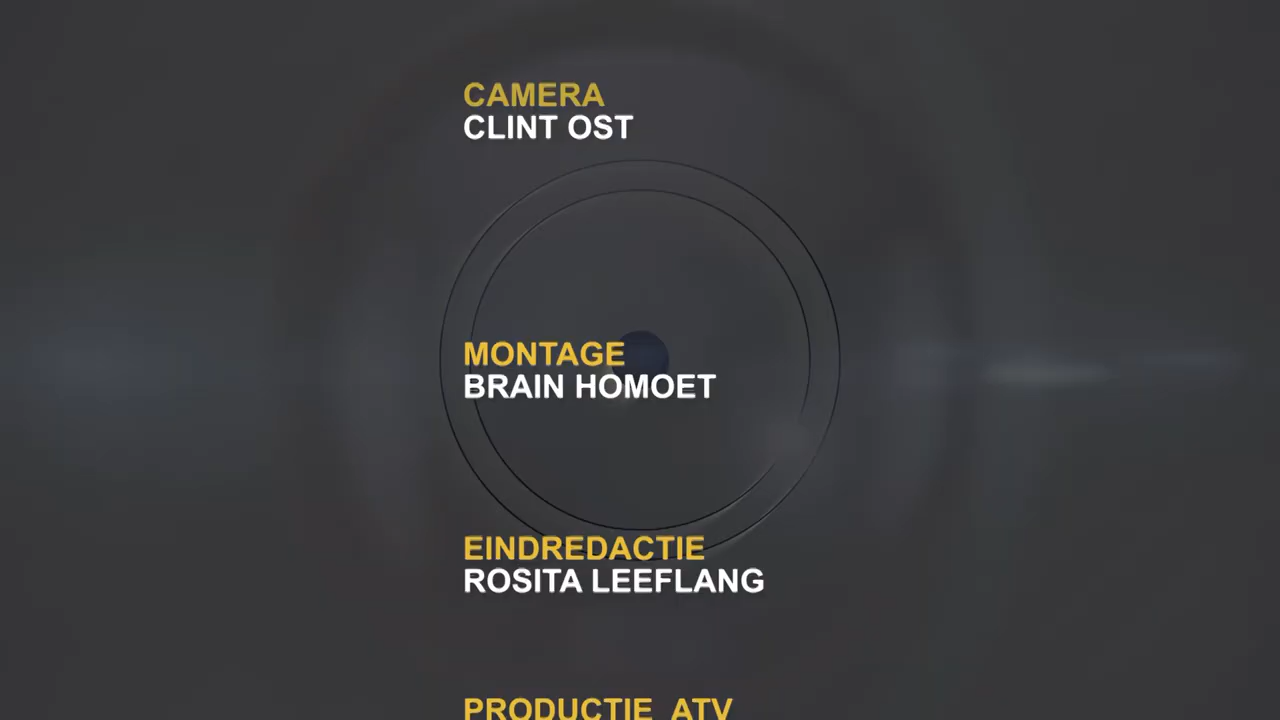 CAMERA
CLINT OST
MONTAGE
BRAIN HOMOET
EINDREDACTIE
ROSITA LEEFLANG
PRODUCTIE ATV